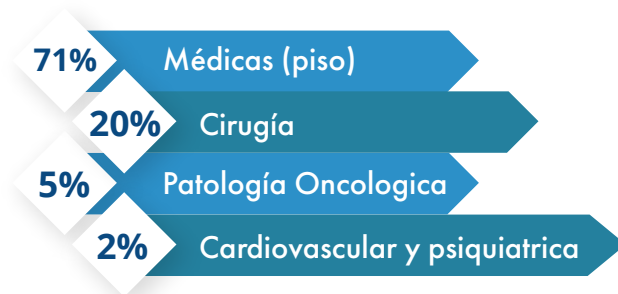 71% Médicas (piso)
20% Cirugía
5% Patología Oncologica
2% Cardiovascular y psiquiatrica